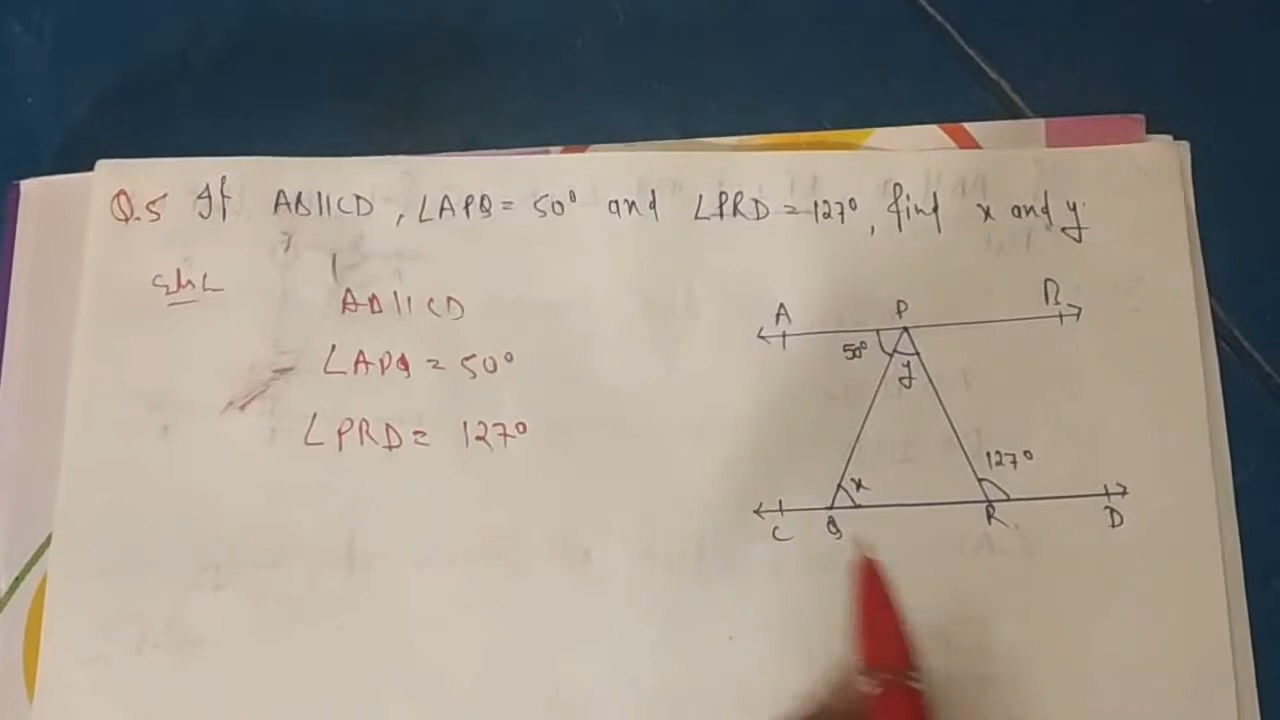 Q.5 If AB||CD, ∠APQ = 50° and ∠PRD = 127°, find x and y.
AB||CD
∠APQ = 50°
∠PRD = 127°
A P B
50°
y
127°
x
C Q R D